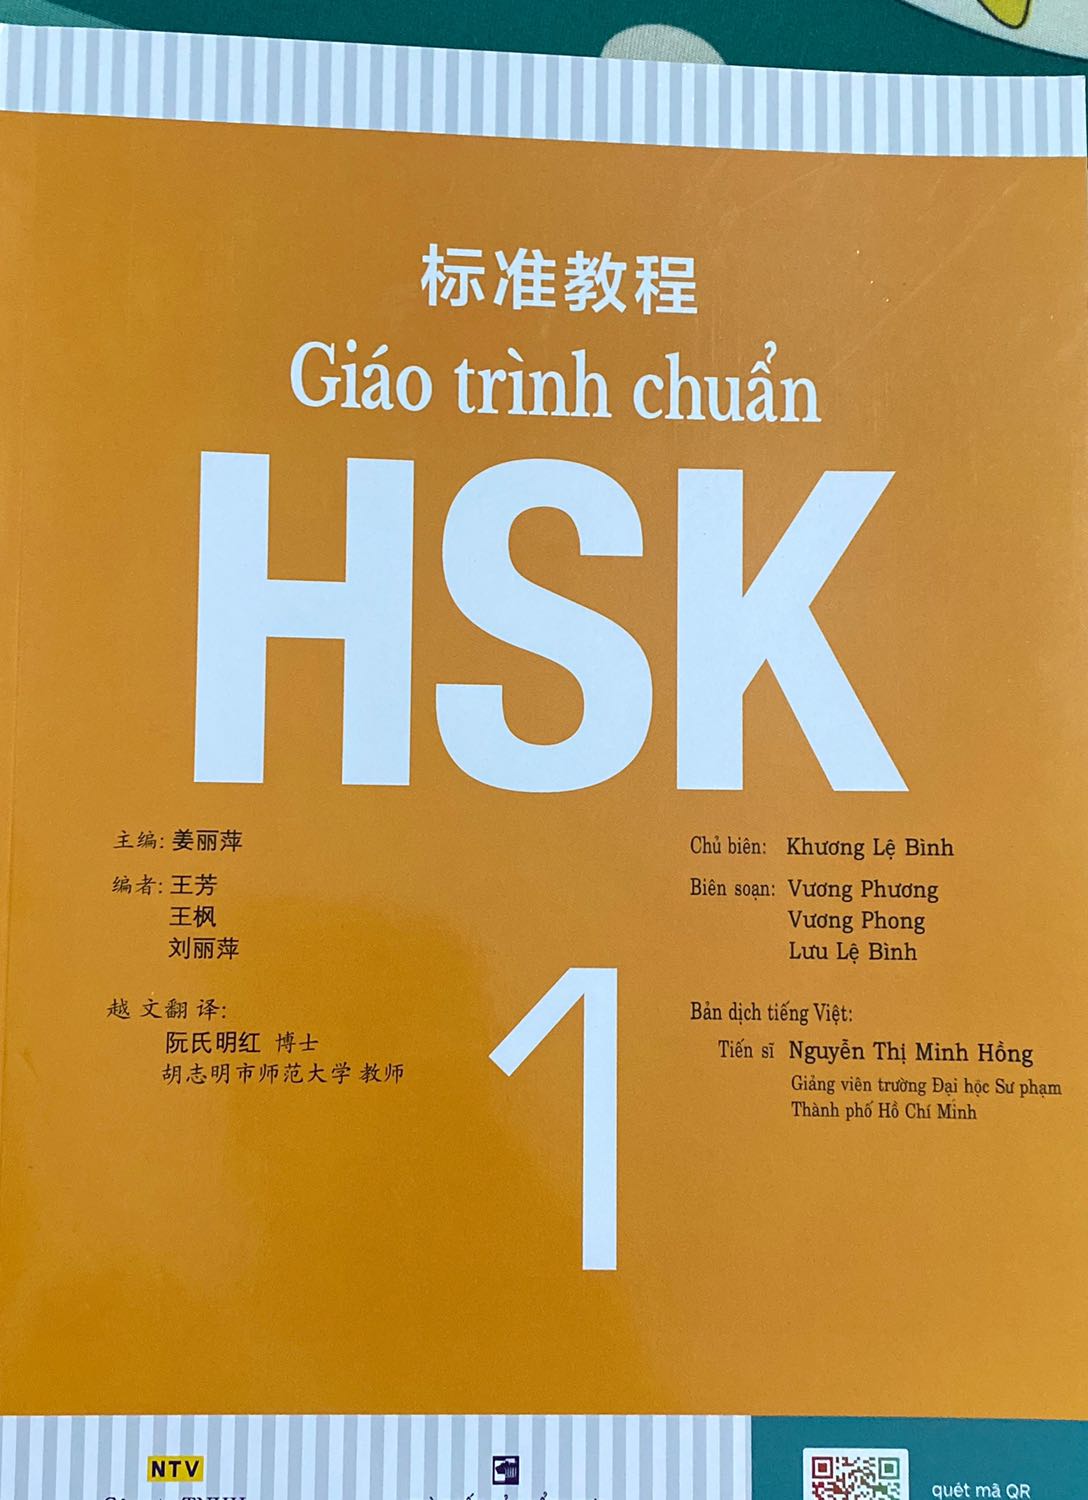 标准教程
Giáo trình chuẩn
HSK
1
主编: 姜丽萍
编者: 王芳
王枫
刘丽萍
越文翻译:
阮氏明红 博士
胡志明市师范大学 教师
Chủ biên: Khương Lệ Bình
Biên soạn: Vương Phương
Vương Phong
Lưu Lệ Bình
Bản dịch tiếng Việt:
Tiến sĩ Nguyễn Thị Minh Hồng
Giảng viên trường Đại học Sư phạm
Thành phố Hồ Chí Minh
NTV
quét mã QR